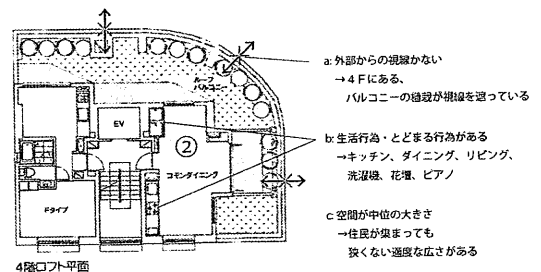 a: 外部からの視線がない
→4Fにある、
バルコニーの植栽が視線を遮っている
ルーフ
バルコニー
EV
b: 生活行為・とどまる行為がある
→キッチン、ダイニング、リビング、
洗濯機、花壇、ピアノ
②
コモンダイニング
Fタイプ
c: 空間が中位の大きさ
→住民が集まっても
狭くない適度な広さがある
4階ロフト平面